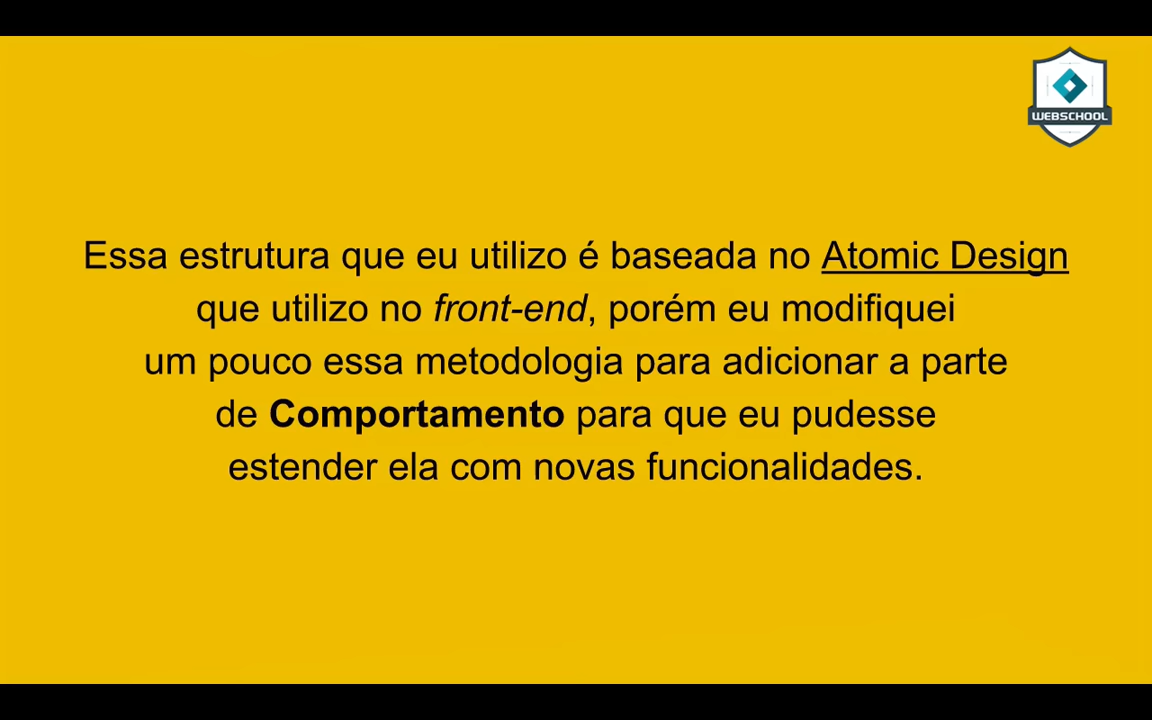 WEBSCHOOL
Essa estrutura que eu utilizo é baseada no Atomic Design
que utilizo no front-end, porém eu modifiquei
um pouco essa metodologia para adicionar a parte
de Comportamento para que eu pudesse
estender ela com novas funcionalidades.